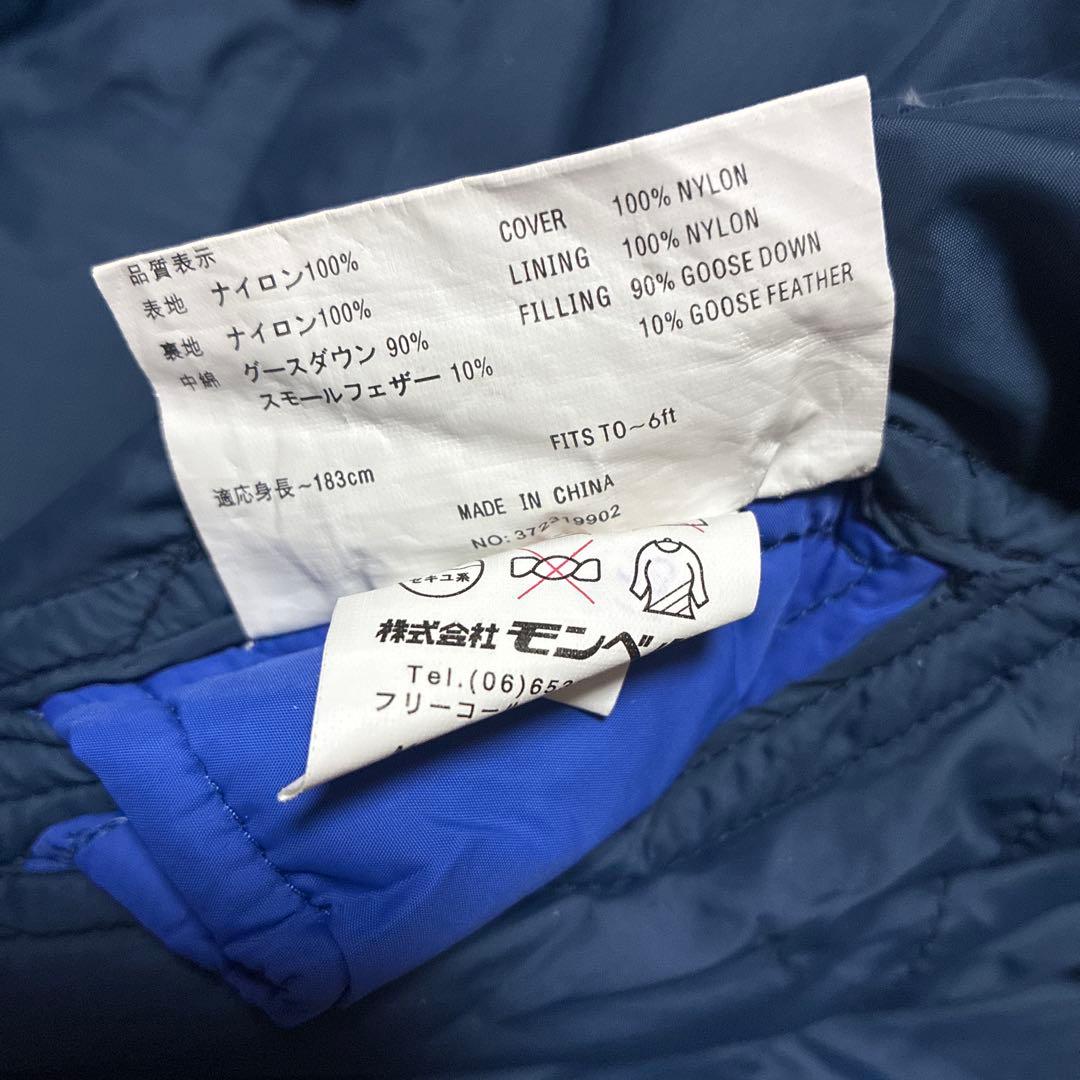 品質表示
表地 ナイロン100%
裏地 ナイロン100%
中綿 グースダウン 90%
スモールフェザー 10%
適応身長~183cm
COVER 100% NYLON
LINING 100% NYLON
FILLING 90% GOOSE DOWN
10% GOOSE FEATHER
FITS TO~6ft
MADE IN CHINA
NO:372319902
セキユ系
株式会社 モンベ
Tel.(06)653
フリーコー